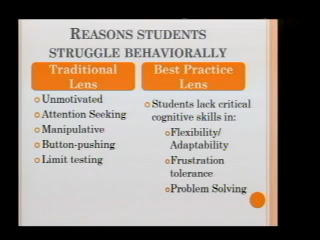 REASONS STUDENTS
STRUGGLE BEHAVIORALLY
Traditional
Lens
Unmotivated
Attention Seeking
Manipulative
Button-pushing
Limit testing
Best Practice
Lens
Students lack critical
cognitive skills in:
Flexibility/
Adaptability
Frustration
tolerance
Problem Solving